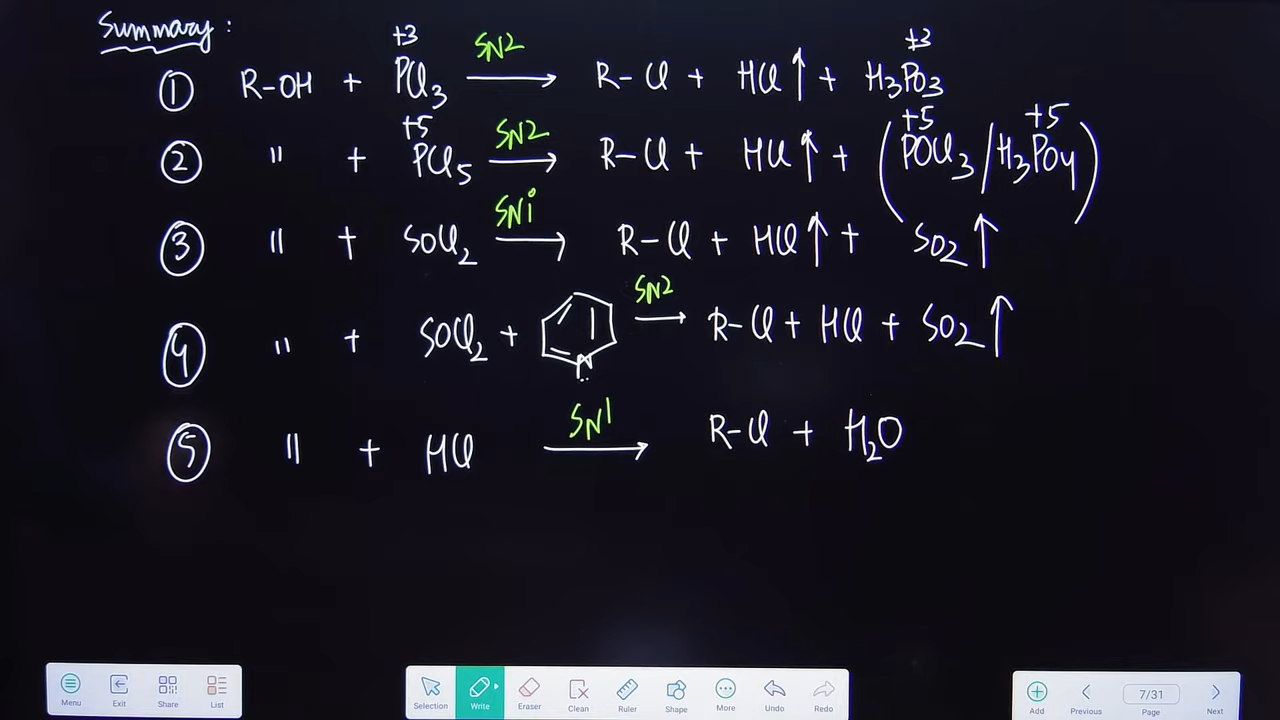 Summary:
① R-OH + PCl3 (+3) SN2 → R-Cl + HCl↑ + H3PO3 (+3)
② " + PCl5 (+5) SN2 → R-Cl + HCl↑ + (POCl3 (+5) / H3PO4 (+5))
③ " + SOCl2 SNi → R-Cl + HCl↑ + SO2↑
④ " + SOCl2 + N: SN2 → R-Cl + HCl + SO2↑
⑤ " + HCl SN1 → R-Cl + H2O
Menu Exit Share List Selection Write Eraser Clean Ruler Shape More Undo Redo Add Previous 7/31 Page Next